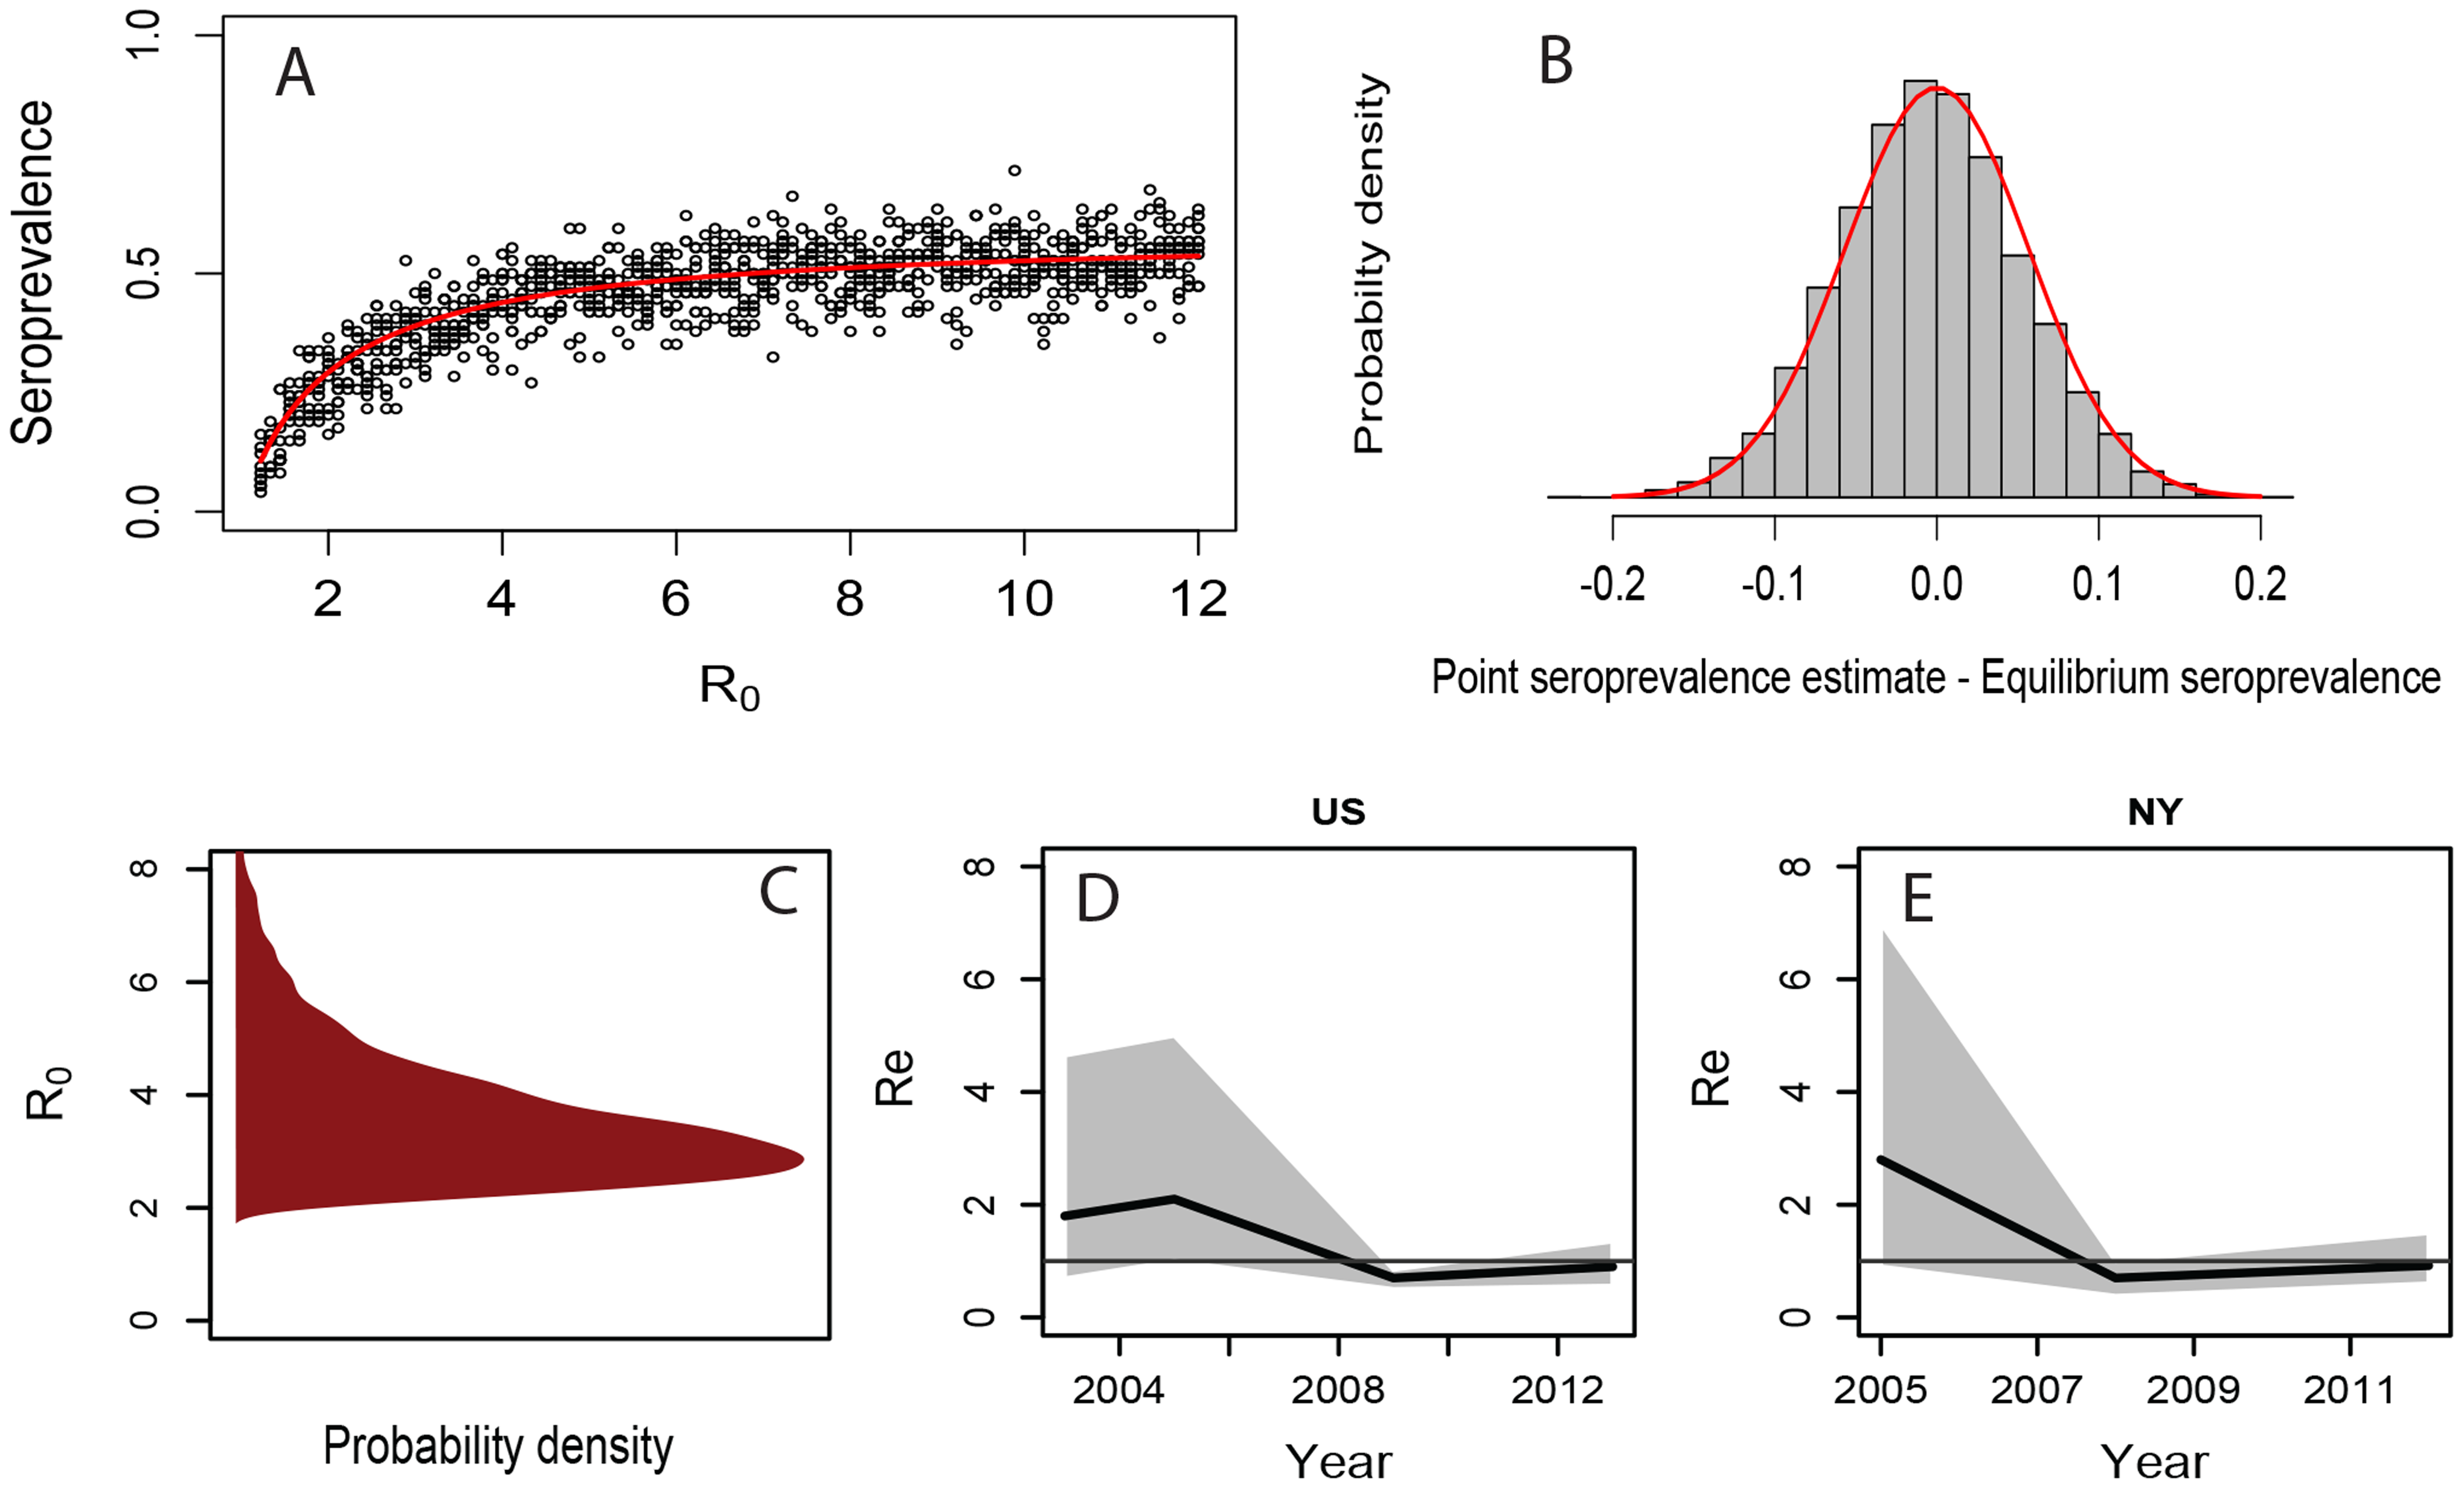 A
Seroprevalence
1.0
0.5
0.0
2 4 6 8 10 12
R0
B
Probabilty density
-0.2 -0.1 0.0 0.1 0.2
Point seroprevalence estimate - Equilibrium seroprevalence
C
R0
8
6
4
2
0
Probability density
US
D
Re
8
6
4
2
0
2004 2008 2012
Year
NY
E
Re
8
6
4
2
0
2005 2007 2009 2011
Year